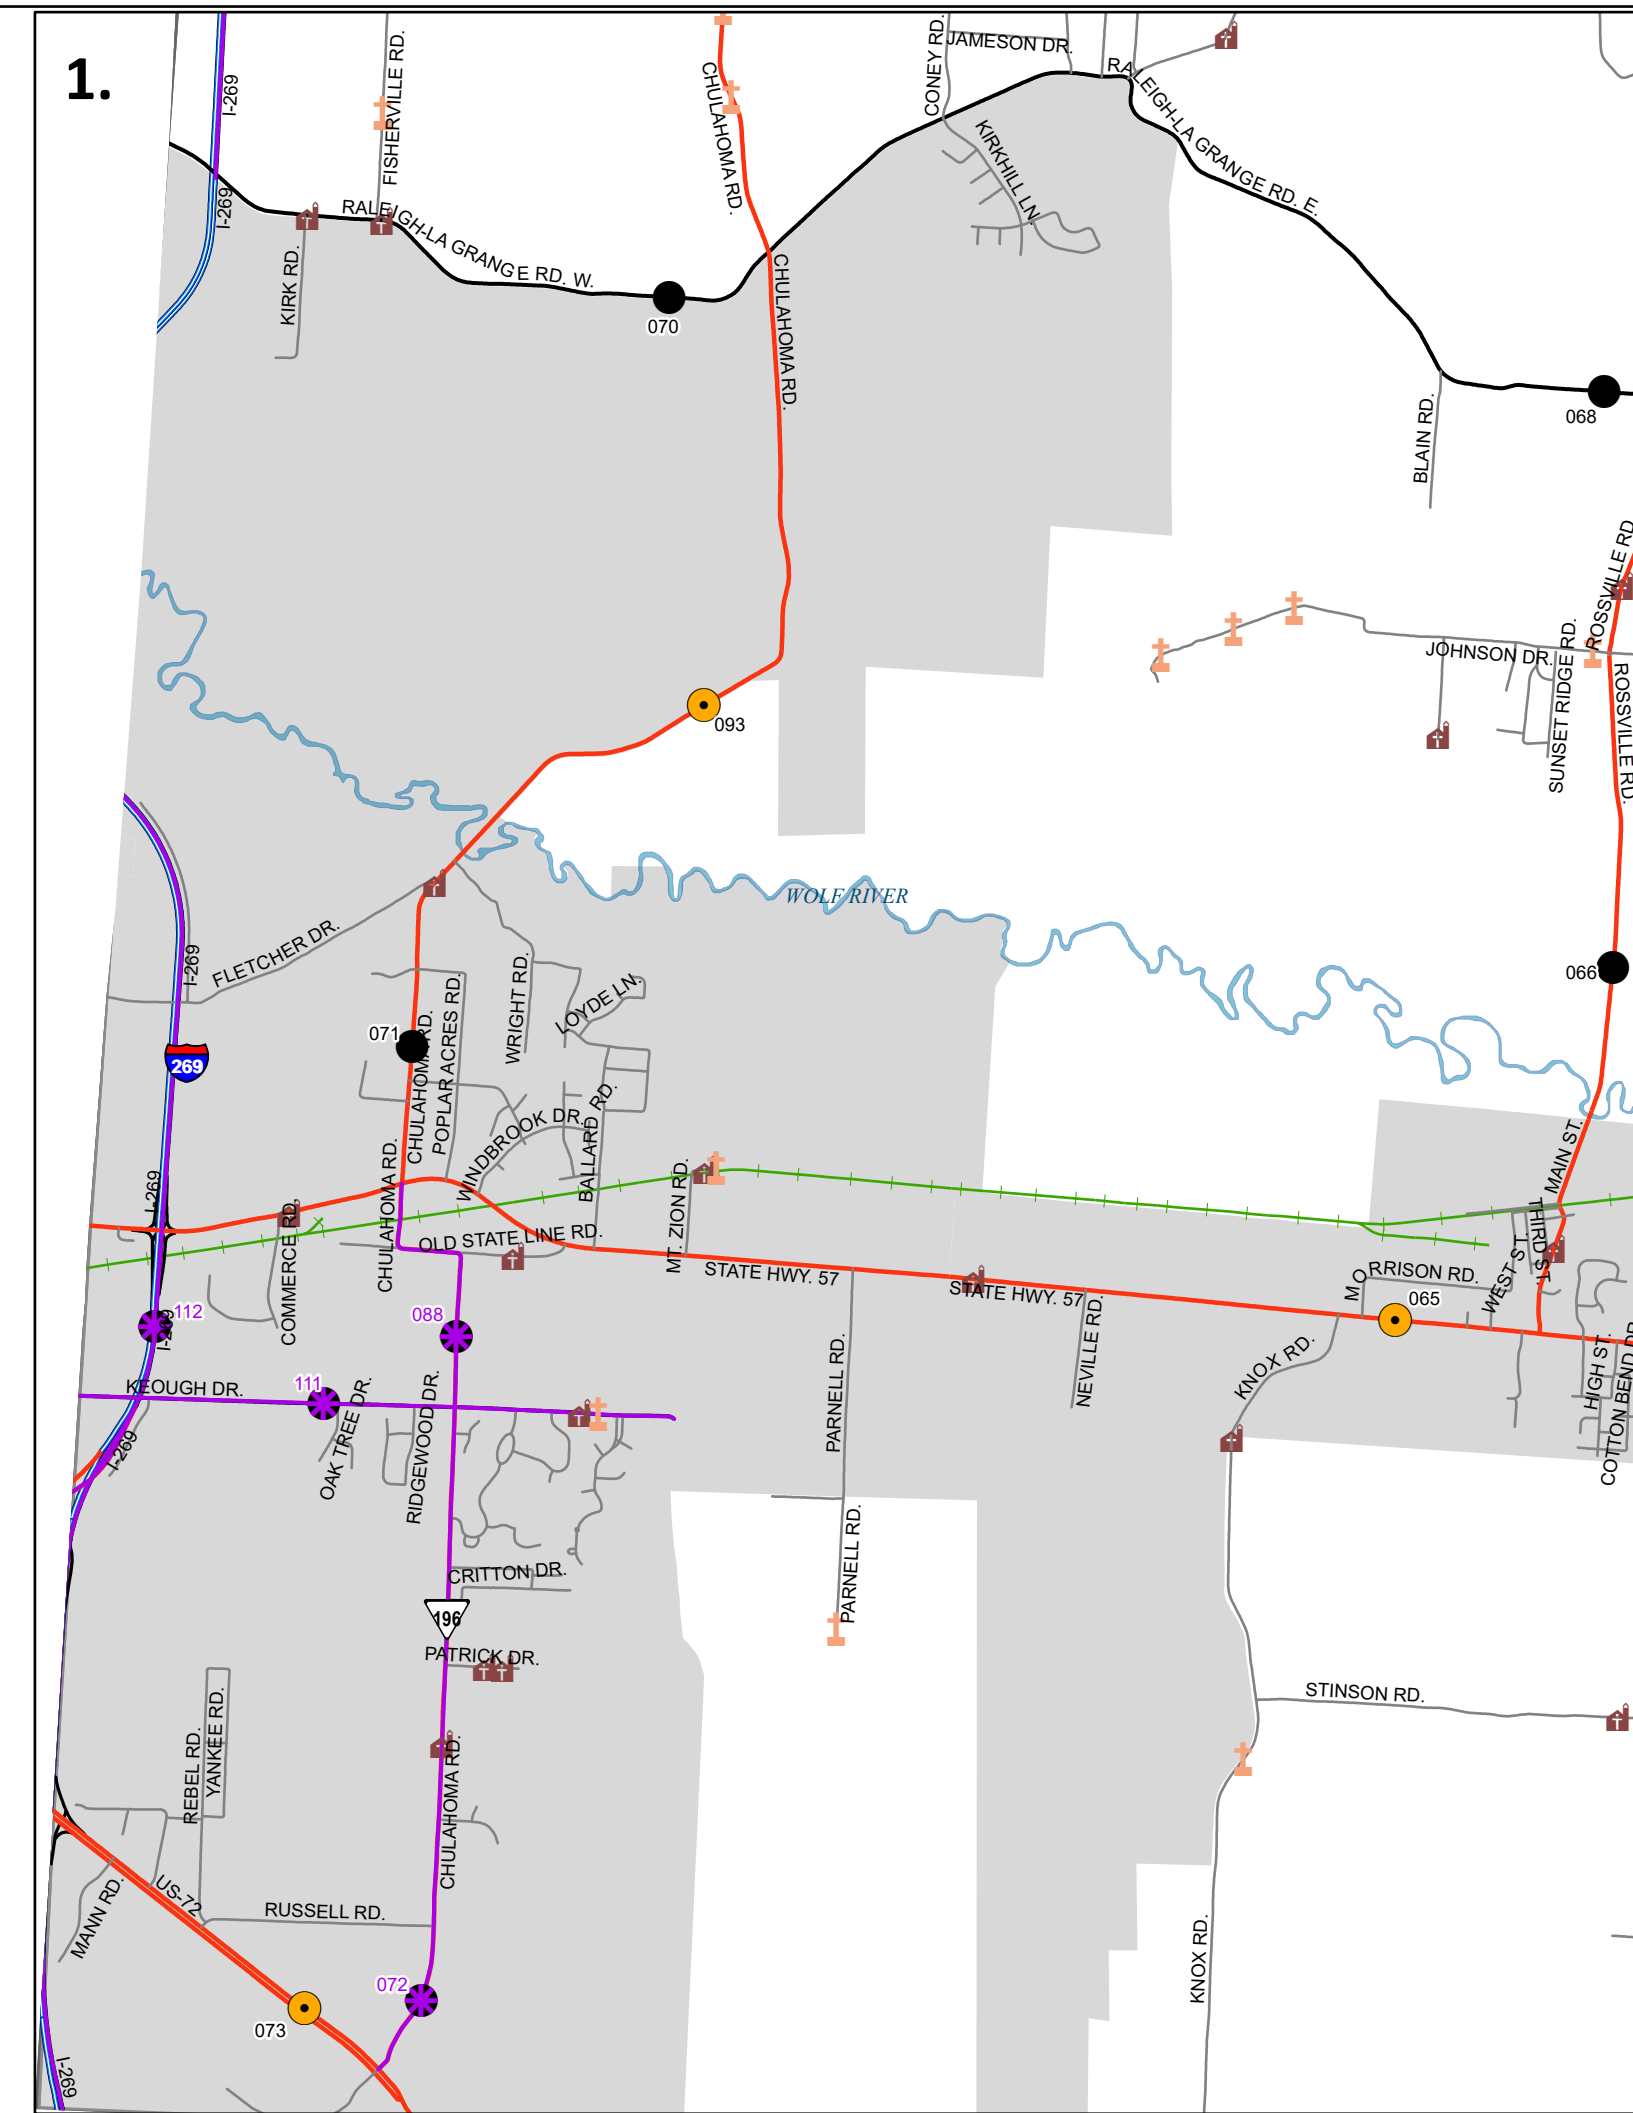 1.
I-269
FISHERVILLE RD.
CHULAHOMA RD.
CONEY RD.
JAMESON DR.
RALEIGH-LA GRANGE RD. E.
KIRKHILL LN.
I-269
RALEIGH-LA GRANGE RD. W.
KIRK RD.
070
CHULAHOMA RD.
BLAIN RD.
068
ROSSVILLE RD
JOHNSON DR.
SUNSET RIDGE RD.
ROSSVILLE RD.
093
WOLF RIVER
FLETCHER DR.
I-269
066
WRIGHT RD.
LOYDE LN.
071
CHULAHOMA RD.
POPLAR ACRES RD.
269
WINDBROOK DR.
BALLARD RD.
MAIN ST.
I-269
COMMERCE RD.
CHULAHOMA RD.
OLD STATE LINE RD.
MT. ZION RD.
STATE HWY. 57
STATE HWY. 57
MORRISON RD.
WEST ST.
THIRD ST.
065
112
I-269
088
PARNELL RD.
NEVILLE RD.
KNOX RD.
HIGH ST.
COTTON BEND DR
KEOUGH DR.
111
OAK TREE DR.
RIDGEWOOD DR.
I-269
PARNELL RD.
CRITTON DR.
196
PATRICK DR.
STINSON RD.
REBEL RD.
YANKEE RD.
CHULAHOMA RD.
MANN RD.
US-72
RUSSELL RD.
KNOX RD.
072
073
I-269